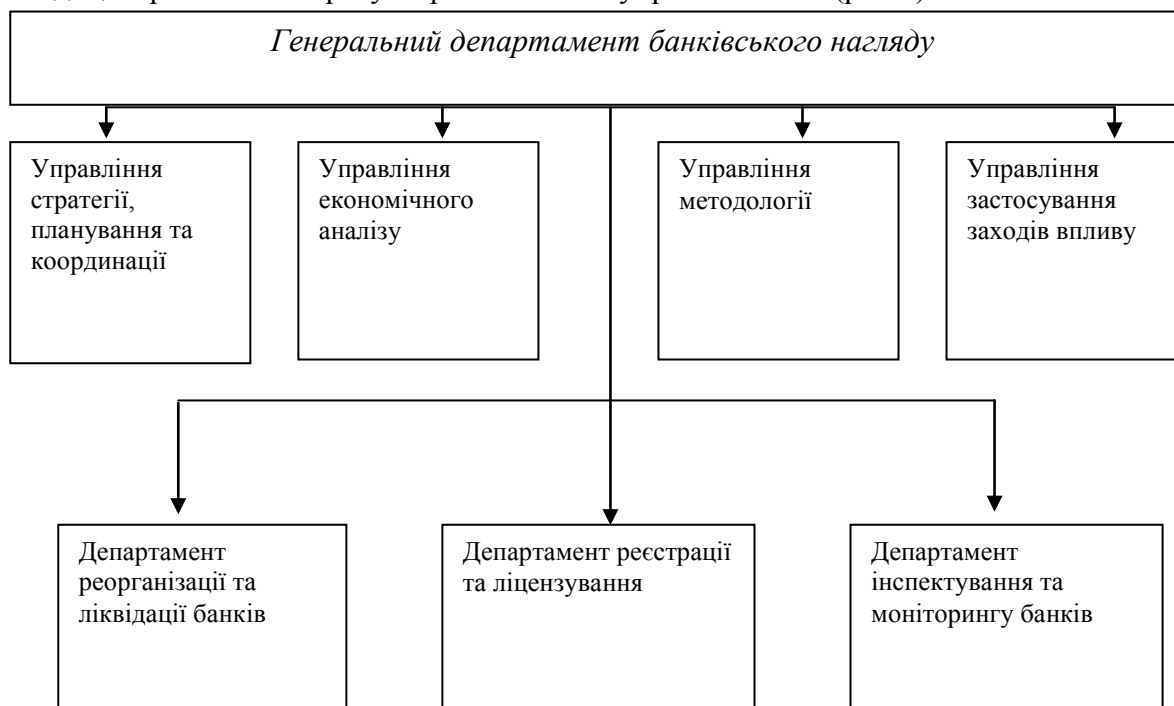 Генеральний департамент банківського нагляду
Управління
стратегії,
планування та
координації
Управління
економічного
аналізу
Управління
методології
Управління
застосування
заходів впливу
Департамент
реорганізації та
ліквідації банків
Департамент реєстрації
та ліцензування
Департамент
інспектування та
моніторингу банків